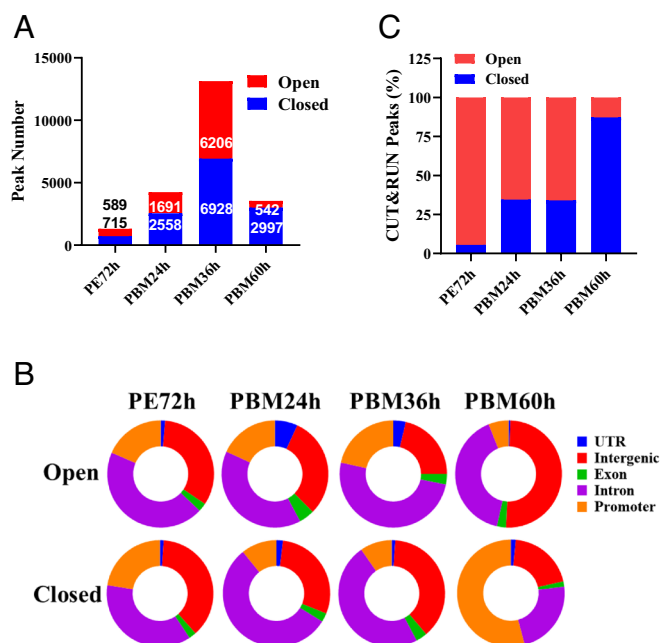 A
15000
10000
5000
0
Peak Number
Open
Closed
589
715
1691
2558
6206
6928
542
2997
PE72h
PBM24h
PBM36h
PBM60h
C
Open
Closed
125
100
75
50
25
0
CUT&RUN Peaks (%)
PE72h
PBM24h
PBM36h
PBM60h
B
PE72h PBM24h PBM36h PBM60h
Open
Closed
UTR
Intergenic
Exon
Intron
Promoter